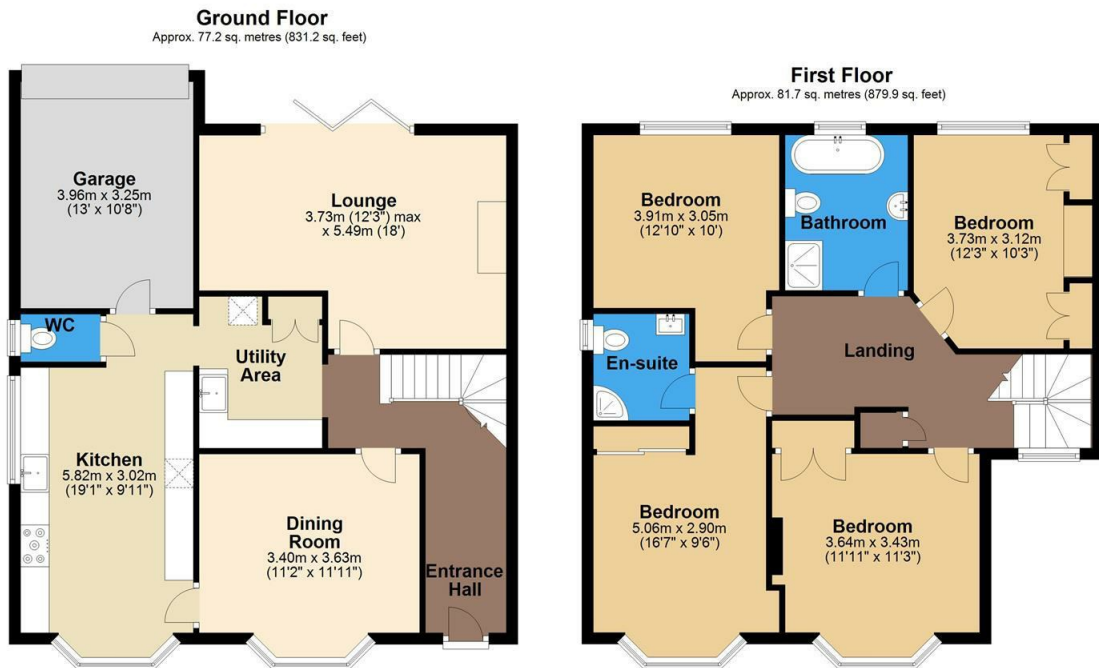 Ground Floor
Approx. 77.2 sq. metres (831.2 sq. feet)
Garage
3.96m x 3.25m
(13' x 10'8")
Lounge
3.73m (12'3") max
x 5.49m (18')
WC
Utility
Area
Kitchen
5.82m x 3.02m
(19'1" x 9'11")
Dining
Room
3.40m x 3.63m
(11'2" x 11'11")
Entrance
Hall
First Floor
Approx. 81.7 sq. metres (879.9 sq. feet)
Bedroom
3.91m x 3.05m
(12'10" x 10')
Bathroom
Bedroom
3.73m x 3.12m
(12'3" x 10'3")
En-suite
Landing
Bedroom
5.06m x 2.90m
(16'7" x 9'6")
Bedroom
3.64m x 3.43m
(11'11" x 11'3")